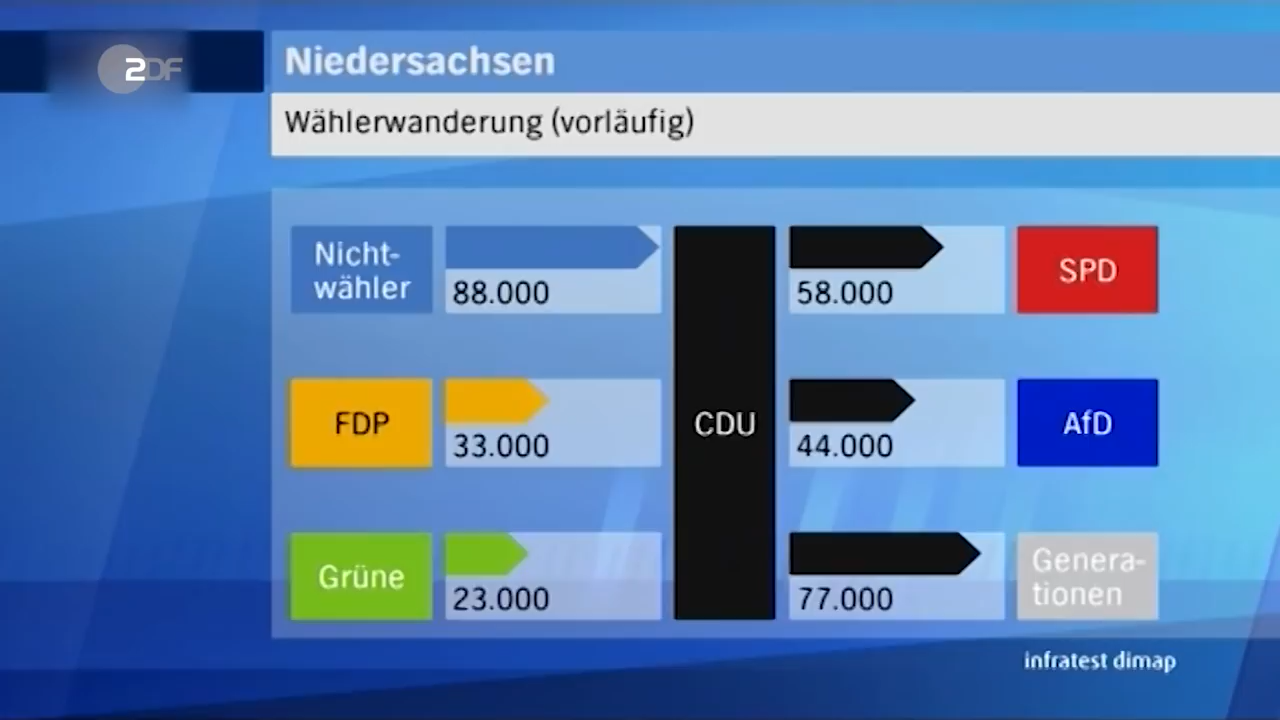 ZDF
Niedersachsen
Wählerwanderung (vorläufig)
Nicht-
wähler
88.000
CDU
58.000
SPD
FDP
33.000
44.000
AfD
Grüne
23.000
77.000
Genera-
tionen
infratest dimap